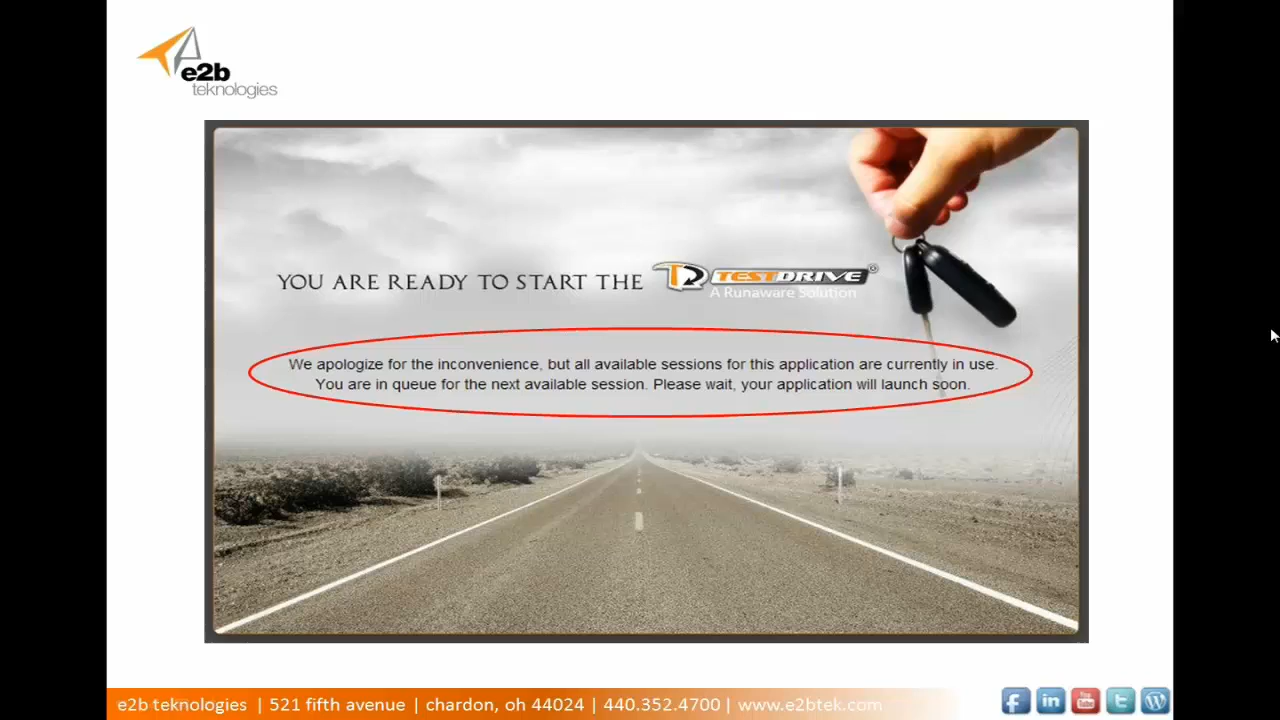 e2b
teknologies
YOU ARE READY TO START THE TESTDRIVE®
A Runaware Solution
We apologize for the inconvenience, but all available sessions for this application are currently in use.
You are in queue for the next available session. Please wait, your application will launch soon.
e2b teknologies | 521 fifth avenue | chardon, oh 44024 | 440.352.4700 | www.e2btek.com
f in You Tube t W